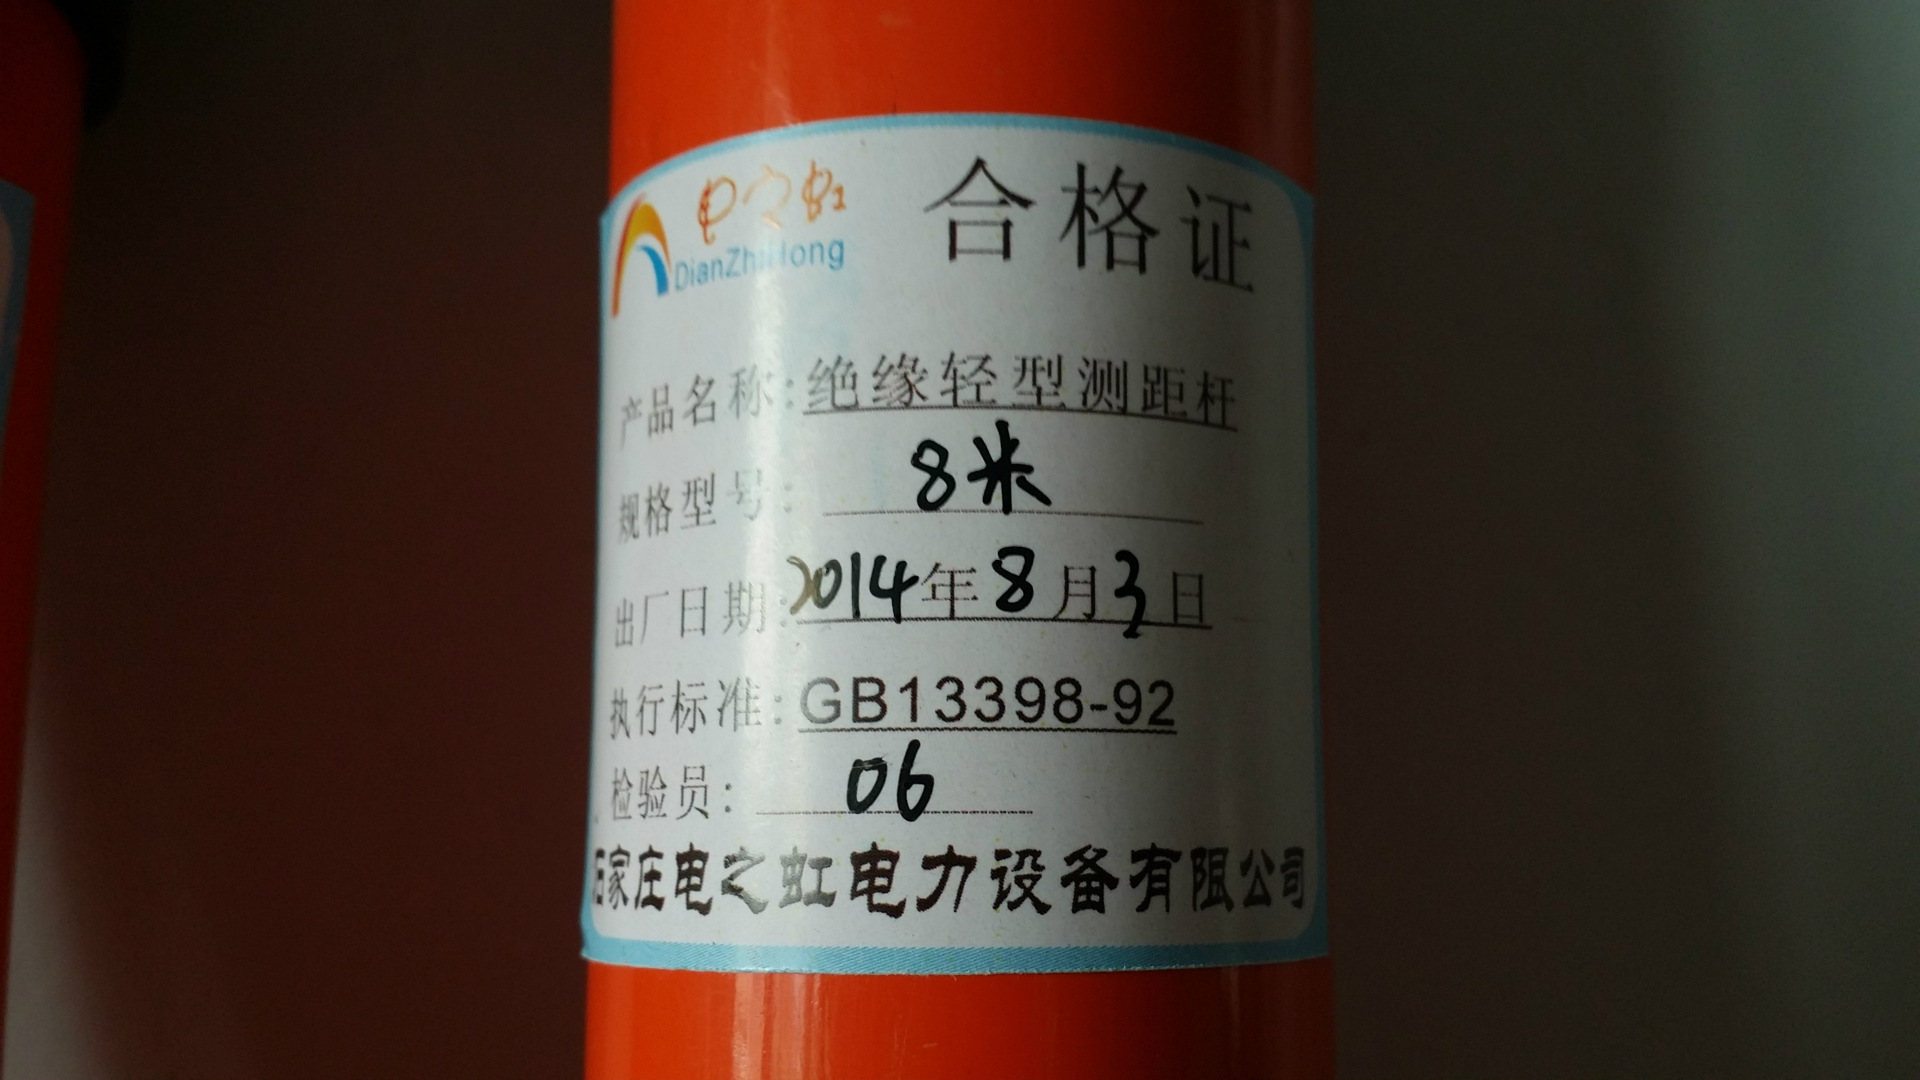 电之虹 合格证
DianZhiHong
产品名称:绝缘轻型测距杆
规格型号: 8米
出厂日期:2014年8月3日
执行标准:GB13398-92
检验员: 06
石家庄电之虹电力设备有限公司